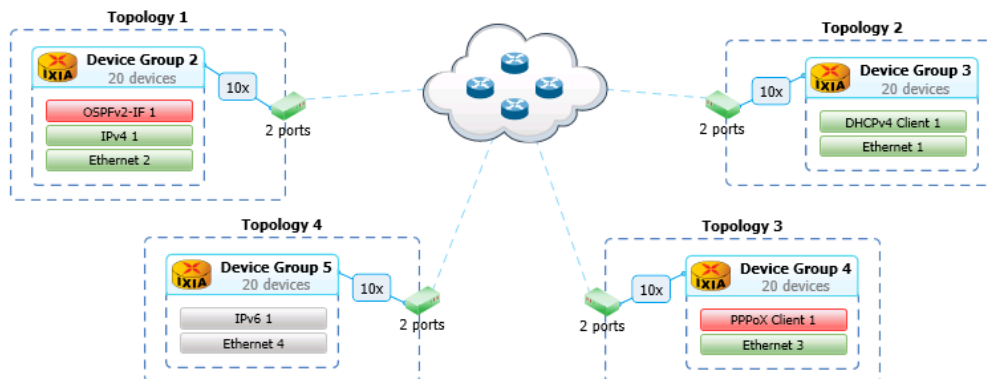 Topology 1
IXIA
Device Group 2
20 devices
10x
OSPFv2-IF 1
IPv4 1
Ethernet 2
2 ports
Topology 2
IXIA
Device Group 3
20 devices
10x
DHCPv4 Client 1
Ethernet 1
2 ports
Topology 4
IXIA
Device Group 5
20 devices
10x
IPv6 1
Ethernet 4
2 ports
Topology 3
IXIA
Device Group 4
20 devices
10x
PPPoX Client 1
Ethernet 3
2 ports